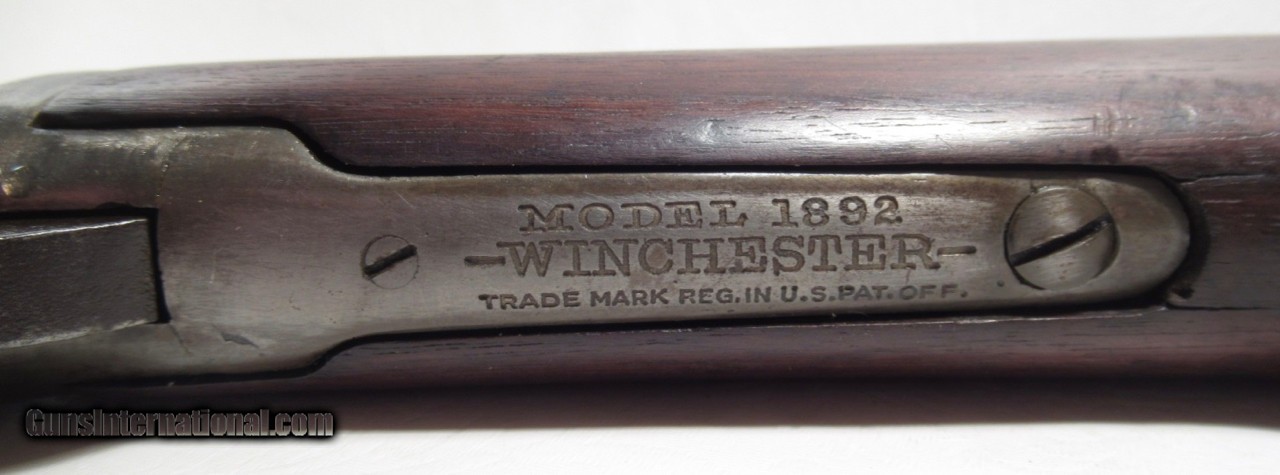 MODEL 1892
-WINCHESTER-
TRADE MARK REG. IN U.S. PAT. OFF.
GunsInternational.com